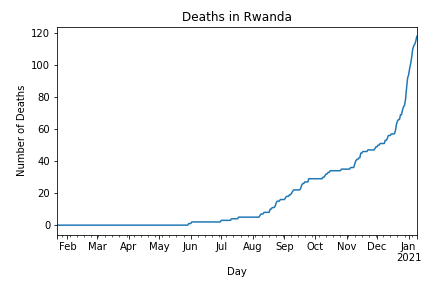 Deaths in Rwanda
Number of Deaths
120
100
80
60
40
20
0
Feb Mar Apr May Jun Jul Aug Sep Oct Nov Dec Jan
2021
Day